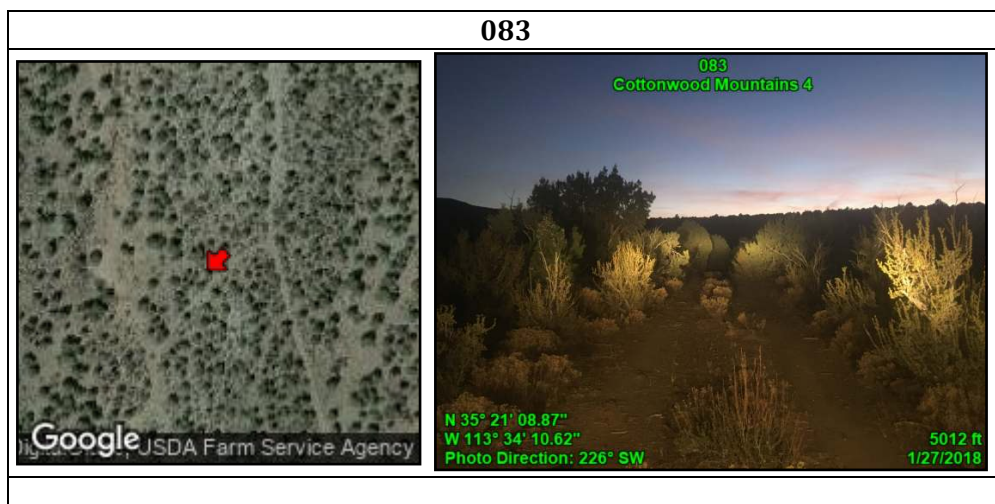 083
Google
USDA Farm Service Agency
083
Cottonwood Mountains 4
N 35° 21' 08.87"
W 113° 34' 10.62"
Photo Direction: 226° SW
5012 ft
1/27/2018